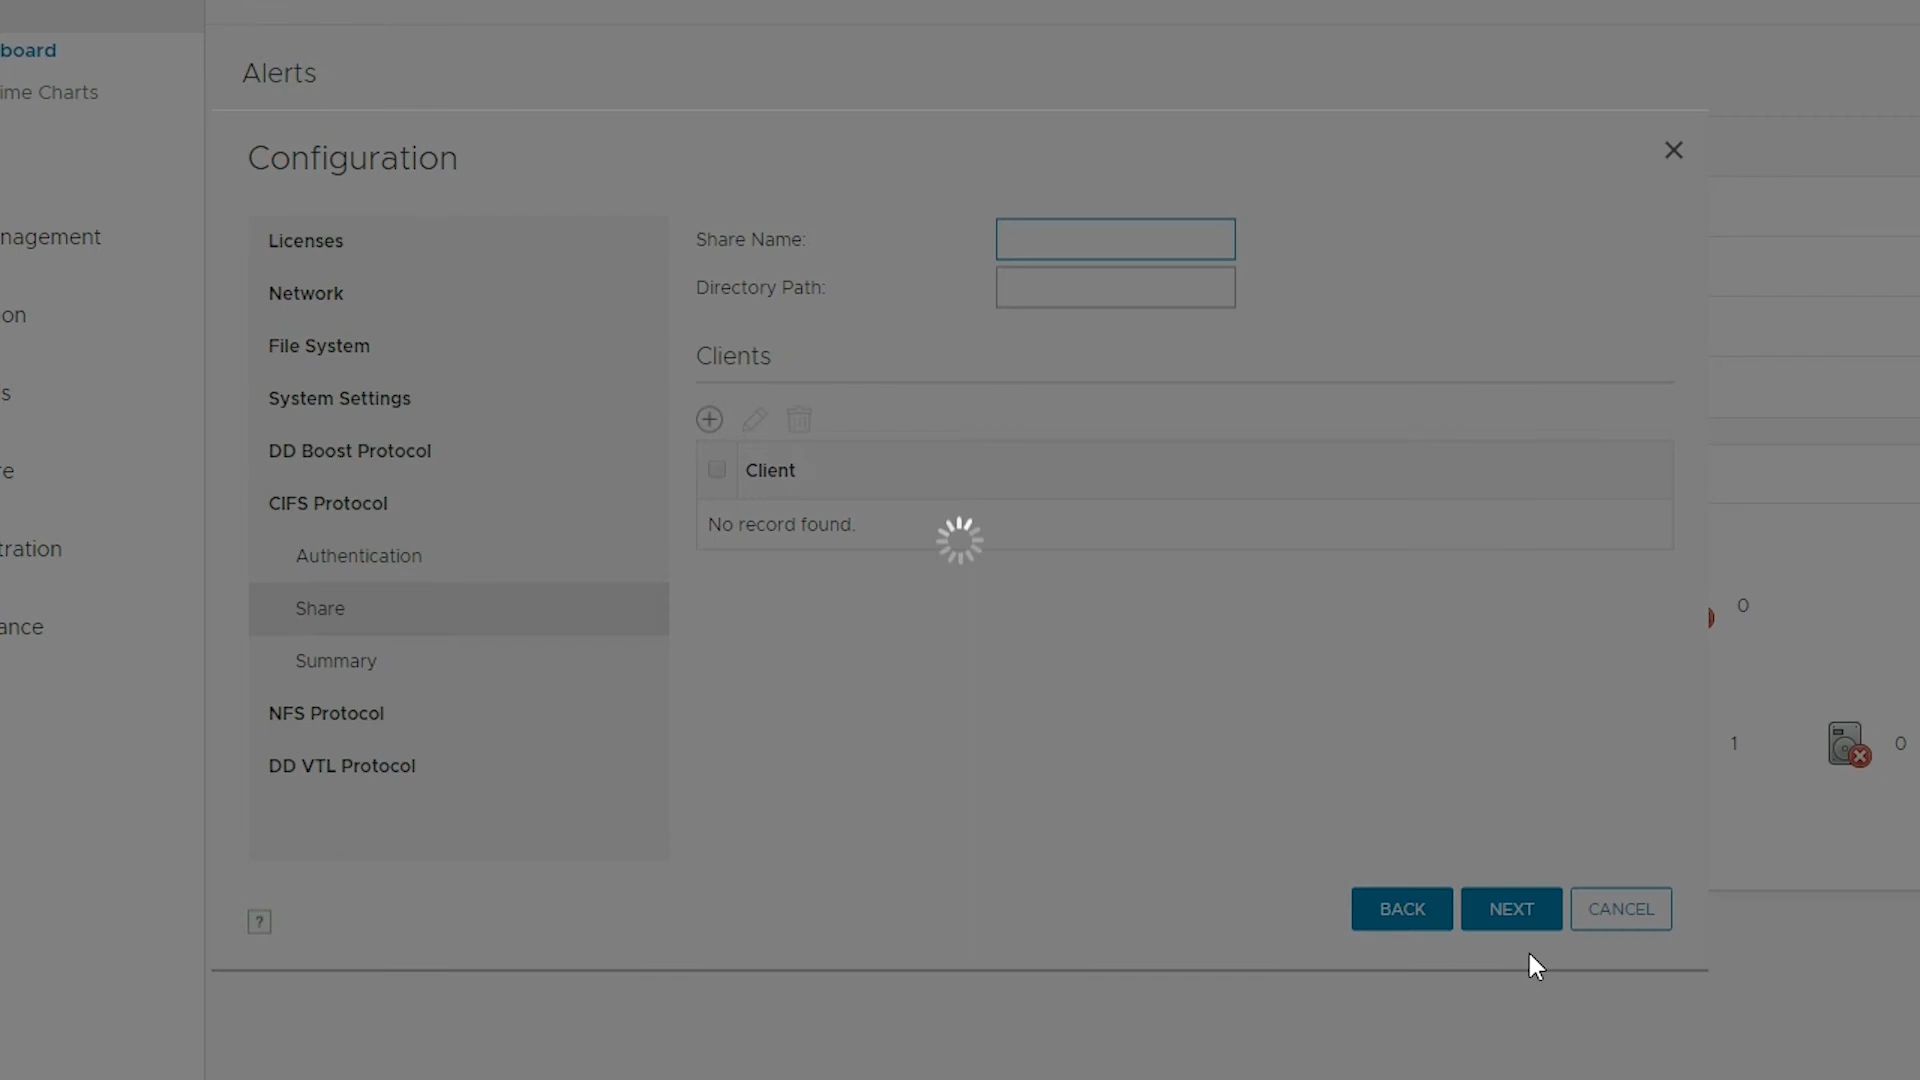 board
ime Charts
nagement
on
s
re
tration
ance
Alerts
Configuration
Licenses
Network
File System
System Settings
DD Boost Protocol
CIFS Protocol
Authentication
Share
Summary
NFS Protocol
DD VTL Protocol
Share Name:
Directory Path:
Clients
Client
No record found.
?
BACK
NEXT
CANCEL
0
1
0